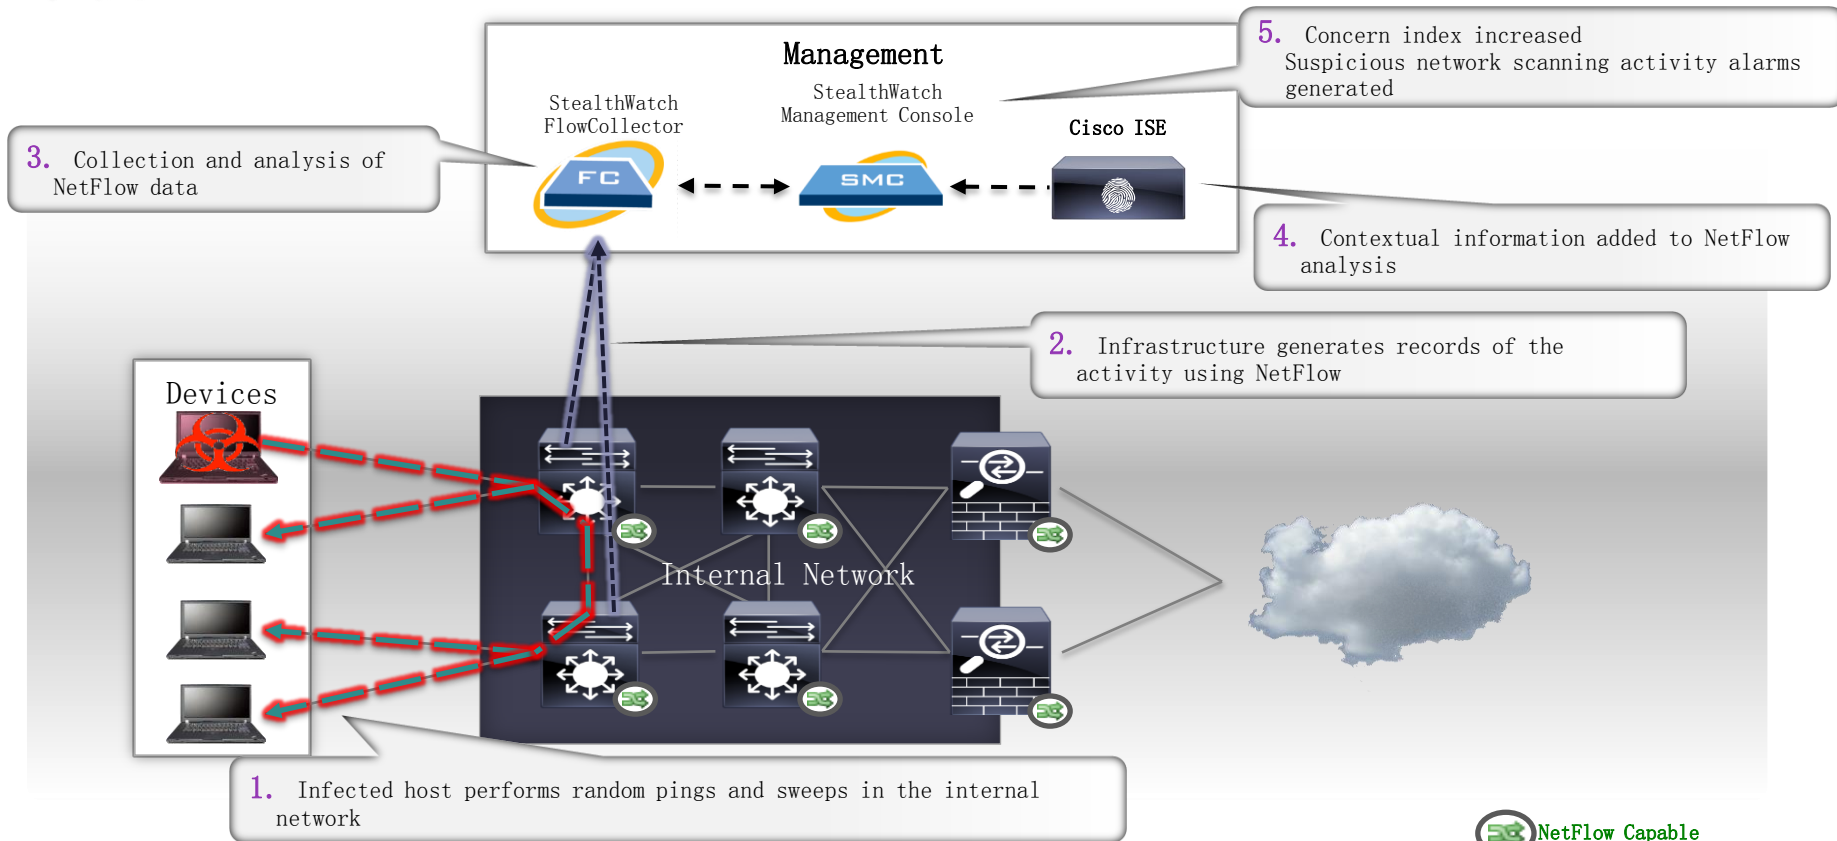 Management
StealthWatch
FlowCollector
StealthWatch
Management Console
Cisco ISE
FC
SMC
5. Concern index increased
Suspicious network scanning activity alarms
generated
3. Collection and analysis of
NetFlow data
4. Contextual information added to NetFlow
analysis
2. Infrastructure generates records of the
activity using NetFlow
Devices
Internal Network
1. Infected host performs random pings and sweeps in the internal
network
NetFlow Capable